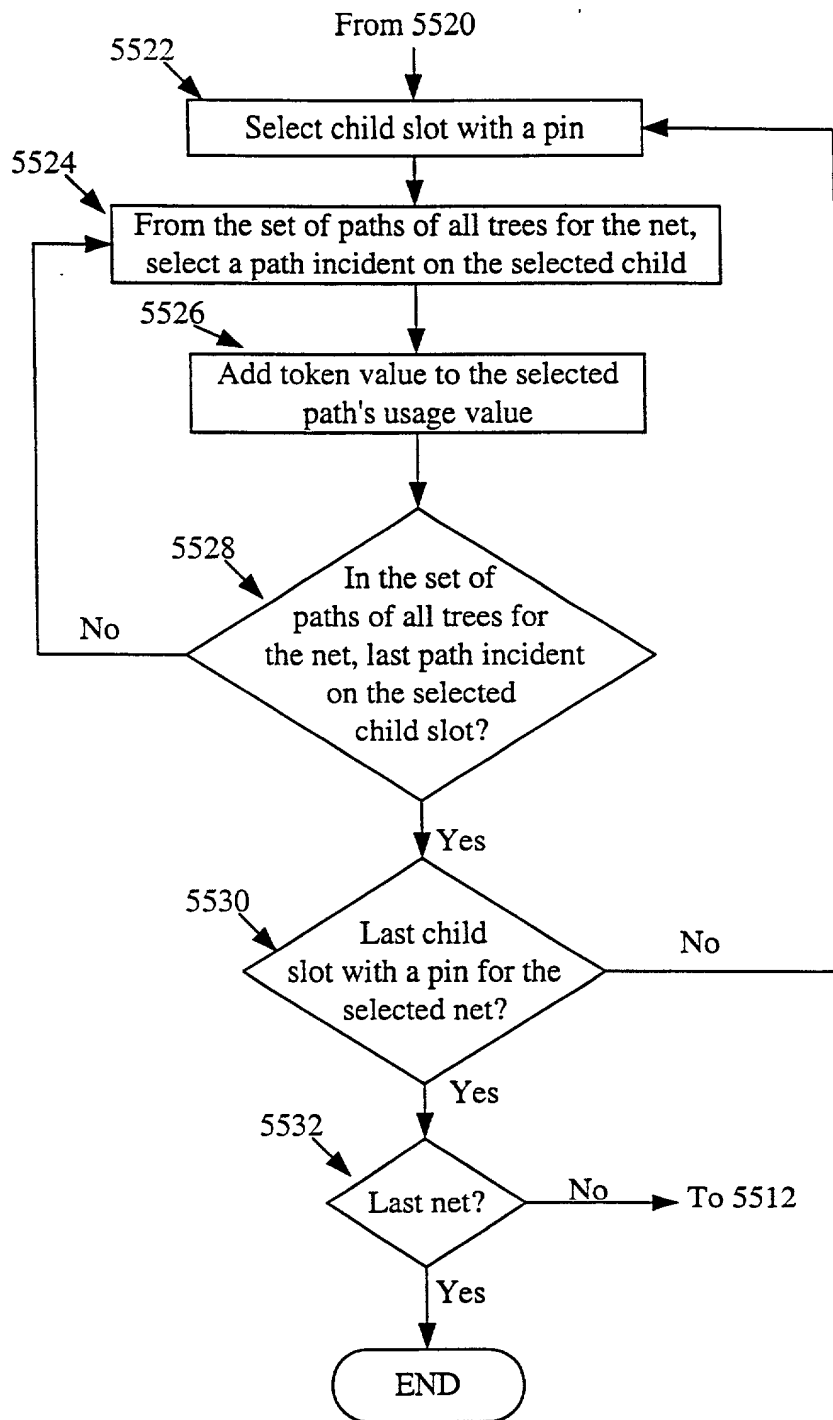 From 5520
5522
Select child slot with a pin
5524
From the set of paths of all trees for the net,
select a path incident on the selected child
5526
Add token value to the selected
path's usage value
5528
In the set of
paths of all trees for
the net, last path incident
on the selected
child slot?
No
Yes
5530
Last child
slot with a pin for the
selected net?
No
Yes
5532
Last net?
No
To 5512
Yes
END